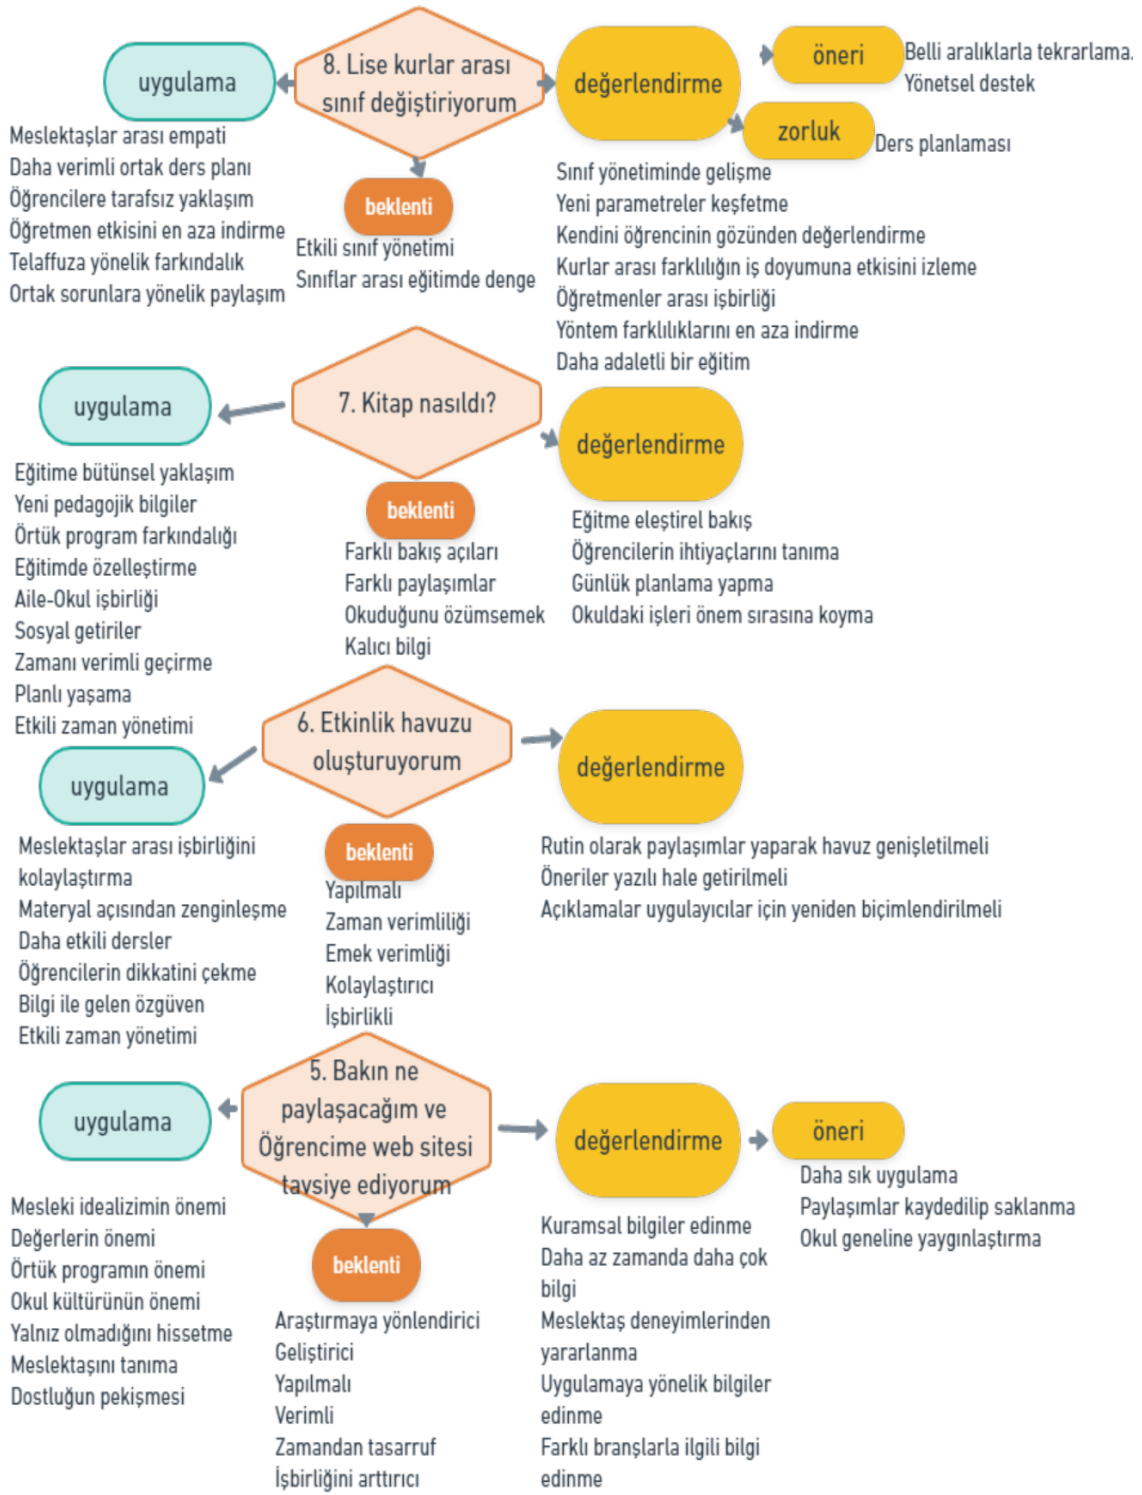 8. Lise kurlar arası
sınıf değiştiriyorum
uygulama
Meslektaşlar arası empati
Daha verimli ortak ders planı
Öğrencilere tarafsız yaklaşım
Öğretmen etkisini en aza indirme
Telaffuza yönelik farkındalık
Ortak sorunlara yönelik paylaşım
beklenti
Etkili sınıf yönetimi
Sınıflar arası eğitimde denge
değerlendirme
Sınıf yönetiminde gelişme
Yeni parametreler keşfetme
Kendini öğrencinin gözünden değerlendirme
Kurlar arası farklılığın iş doyumuna etkisini izleme
Öğretmenler arası işbirliği
Yöntem farklılıklarını en aza indirme
Daha adaletli bir eğitim
öneri
Belli aralıklarla tekrarlama.
Yönetsel destek
zorluk
Ders planlaması
7. Kitap nasıldı?
uygulama
Eğitime bütünsel yaklaşım
Yeni pedagojik bilgiler
Örtük program farkındalığı
Eğitimde özelleştirme
Aile-Okul işbirliği
Sosyal getiriler
Zamanı verimli geçirme
Planlı yaşama
Etkili zaman yönetimi
beklenti
Farklı bakış açıları
Farklı paylaşımlar
Okuduğunu özümsemek
Kalıcı bilgi
değerlendirme
Eğitme eleştirel bakış
Öğrencilerin ihtiyaçlarını tanıma
Günlük planlama yapma
Okuldaki işleri önem sırasına koyma
6. Etkinlik havuzu
oluşturuyorum
uygulama
Meslektaşlar arası işbirliğini
kolaylaştırma
Materyal açısından zenginleşme
Daha etkili dersler
Öğrencilerin dikkatini çekme
Bilgi ile gelen özgüven
Etkili zaman yönetimi
beklenti
Yapılmalı
Zaman verimliliği
Emek verimliği
Kolaylaştırıcı
İşbirlikli
değerlendirme
Rutin olarak paylaşımlar yaparak havuz genişletilmeli
Öneriler yazılı hale getirilmeli
Açıklamalar uygulayıcılar için yeniden biçimlendirilmeli
5. Bakın ne
paylaşacağım ve
Öğrencime web sitesi
tavsiye ediyorum
uygulama
Mesleki idealizimin önemi
Değerlerin önemi
Örtük programın önemi
Okul kültürünün önemi
Yalnız olmadığını hissetme
Meslektaşını tanıma
Dostluğun pekişmesi
beklenti
Araştırmaya yönlendirici
Geliştirici
Yapılmalı
Verimli
Zamandan tasarruf
İşbirliğini arttırıcı
değerlendirme
Kuramsal bilgiler edinme
Daha az zamanda daha çok
bilgi
Meslektaş deneyimlerinden
yararlanma
Uygulamaya yönelik bilgiler
edinme
Farklı branşlarla ilgili bilgi
edinme
öneri
Daha sık uygulama
Paylaşımlar kaydedilip saklanma
Okul geneline yaygınlaştırma